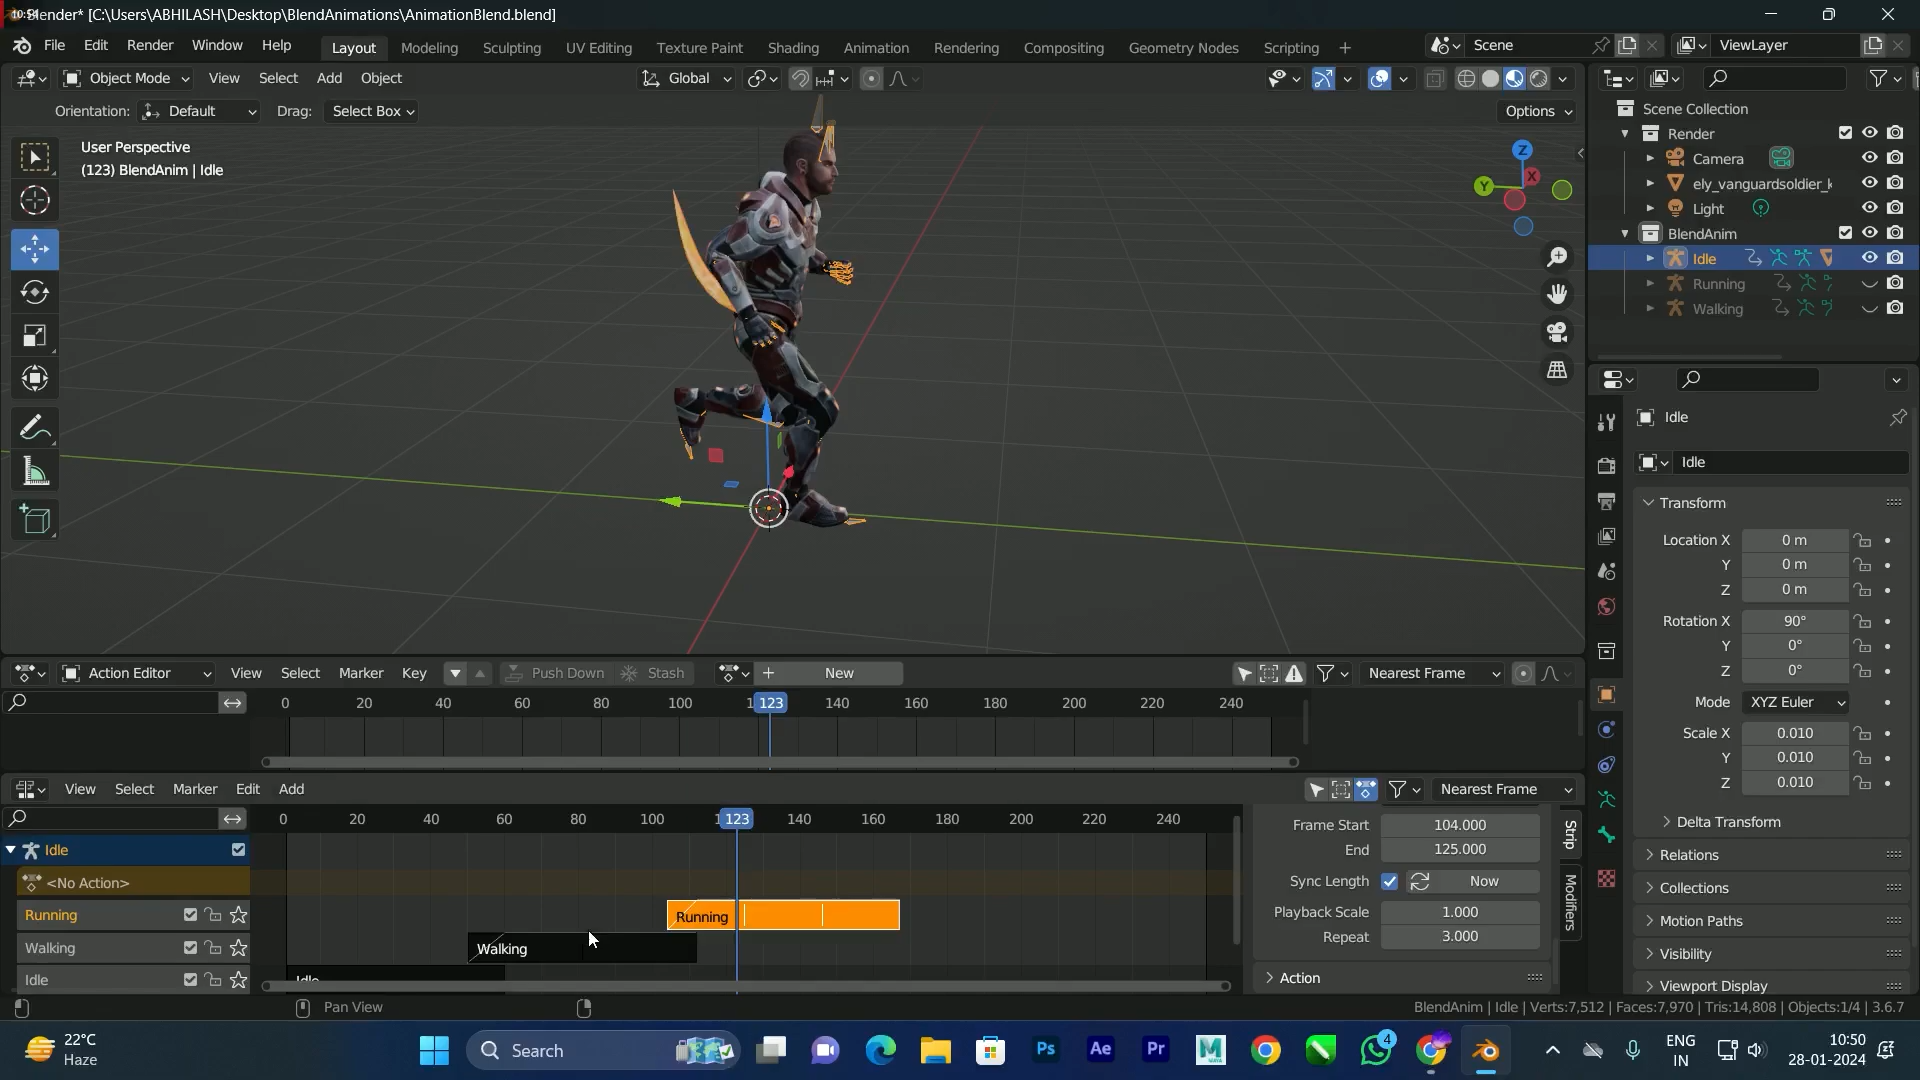 Blender* [C:\Users\ABHILASH\Desktop\BlendAnimations\AnimationBlend.blend]
File Edit Render Window Help
Layout Modeling Sculpting UV Editing Texture Paint Shading Animation Rendering Compositing Geometry Nodes Scripting +
Scene
ViewLayer
Object Mode View Select Add Object
Global
Orientation: Default Drag: Select Box
Options
User Perspective
(123) BlendAnim | Idle
Z
Y
X
Scene Collection
Render
Camera
ely_vanguardsoldier_k
Light
BlendAnim
Idle
Running
Walking
Idle
Idle
Transform
Location X 0 m
Y 0 m
Z 0 m
Rotation X 90°
Y 0°
Z 0°
Mode XYZ Euler
Scale X 0.010
Y 0.010
Z 0.010
Delta Transform
Relations
Collections
Motion Paths
Visibility
Viewport Display
Action Editor View Select Marker Key Push Down Stash + New Nearest Frame
0 20 40 60 80 100 123 140 160 180 200 220 240
View Select Marker Edit Add Nearest Frame
0 20 40 60 80 100 123 140 160 180 200 220 240
Idle
<No Action>
Running
Walking
Idle
Running
Walking
Idle
Frame Start 104.000
End 125.000
Sync Length Now
Playback Scale 1.000
Repeat 3.000
Action
Strip
Modifiers
Pan View
BlendAnim | Idle | Verts:7,512 | Faces:7,970 | Tris:14,808 | Objects:1/4 | 3.6.7
22°C
Haze
Search
Ps
Ae
Pr
M
4
ENG
IN
10:50
28-01-2024